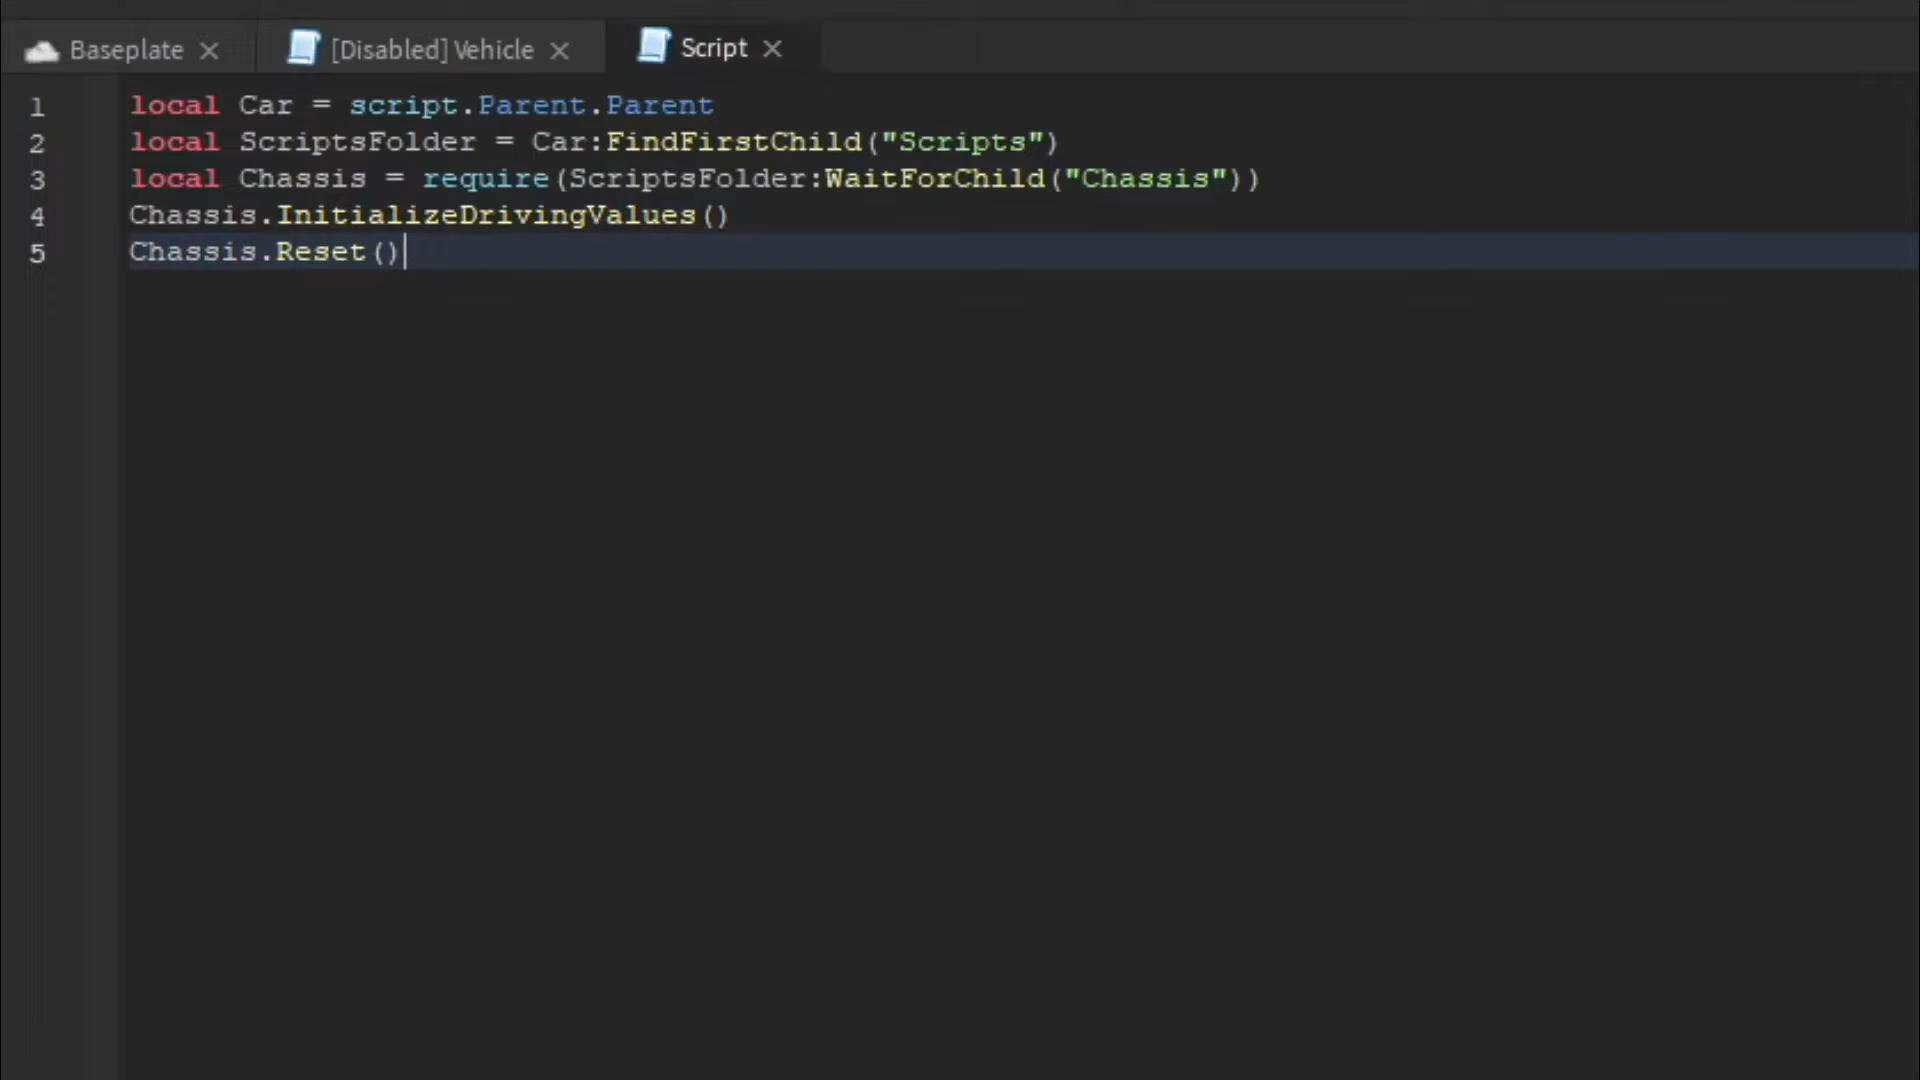 Baseplate
[Disabled] Vehicle
Script
1 local Car = script.Parent.Parent
2 local ScriptsFolder = Car:FindFirstChild("Scripts")
3 local Chassis = require(ScriptsFolder:WaitForChild("Chassis"))
4 Chassis.InitializeDrivingValues()
5 Chassis.Reset()